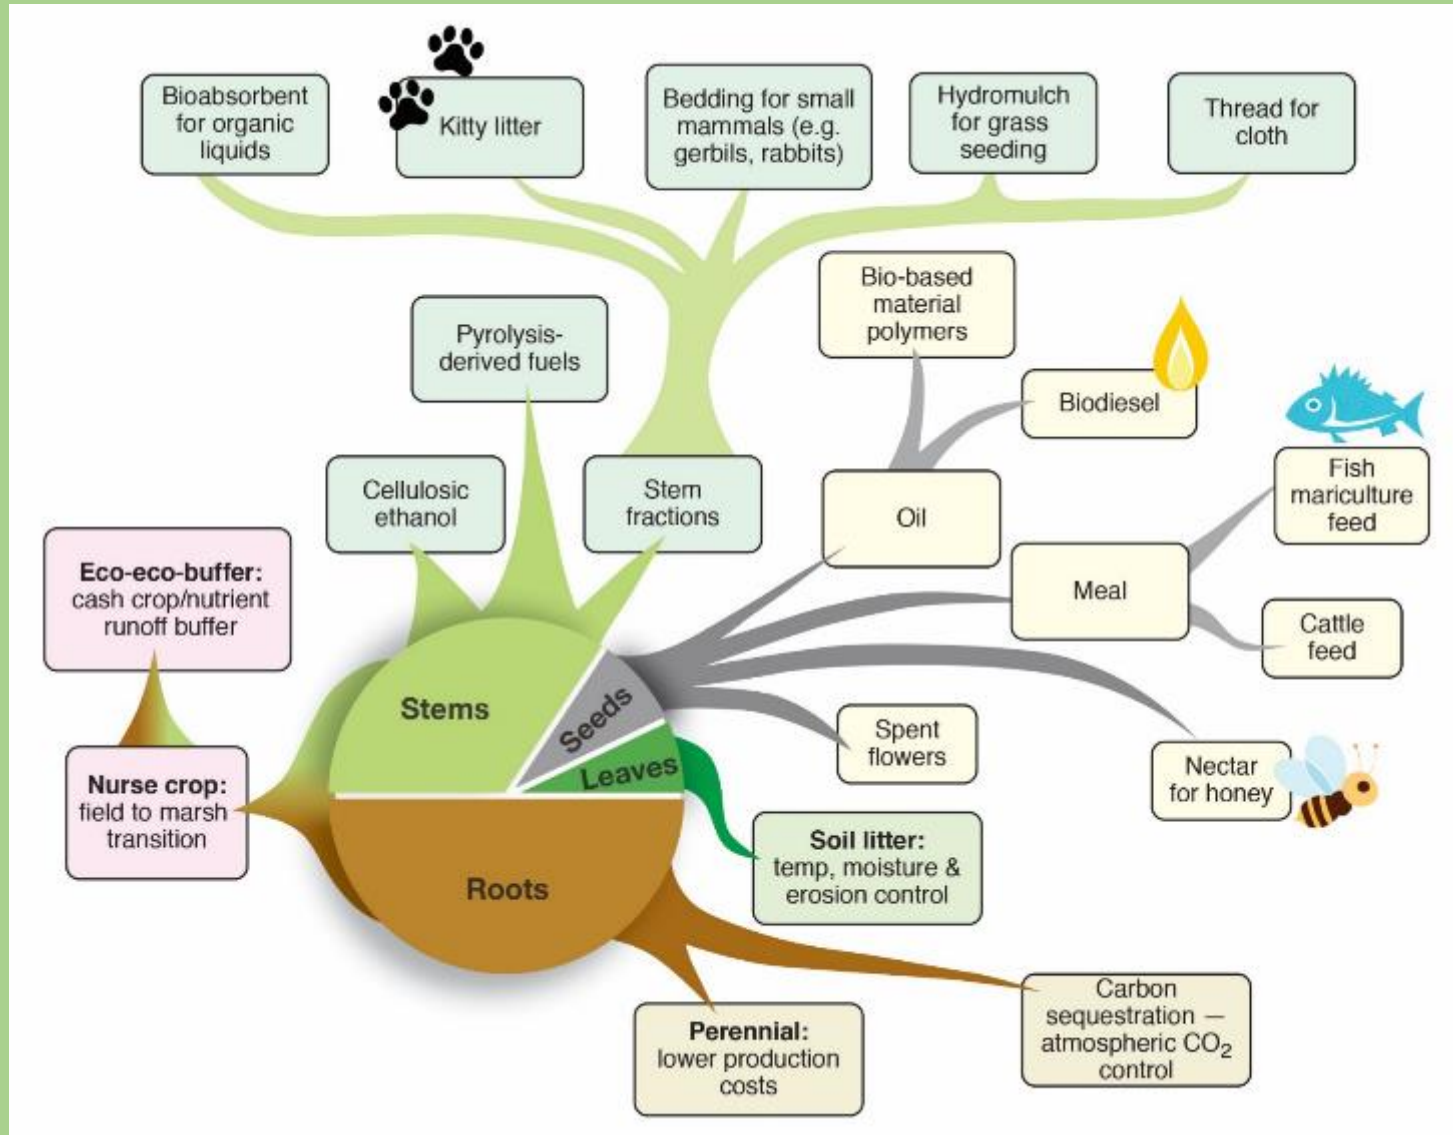 Bioabsorbent
for organic
liquids
Kitty litter
Bedding for small
mammals (e.g.
gerbils, rabbits)
Hydromulch
for grass
seeding
Thread for
cloth
Bio-based
material
polymers
Pyrolysis-
derived fuels
Biodiesel
Fish
mariculture
feed
Cellulosic
ethanol
Stem
fractions
Oil
Meal
Cattle
feed
Eco-eco-buffer:
cash crop/nutrient
runoff buffer
Stems
Seeds
Leaves
Roots
Spent
flowers
Nectar
for honey
Nurse crop:
field to marsh
transition
Soil litter:
temp, moisture &
erosion control
Perennial:
lower production
costs
Carbon
sequestration —
atmospheric CO₂
control